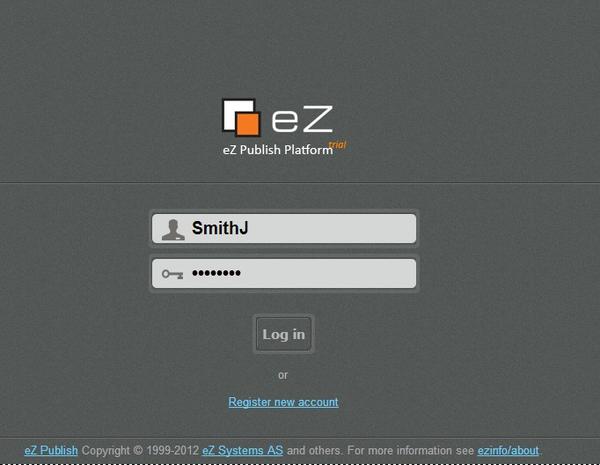 eZ
eZ Publish Platform trial
SmithJ
••••••••
Log in
or
Register new account
eZ Publish Copyright © 1999-2012 eZ Systems AS and others. For more information see ezinfo/about.